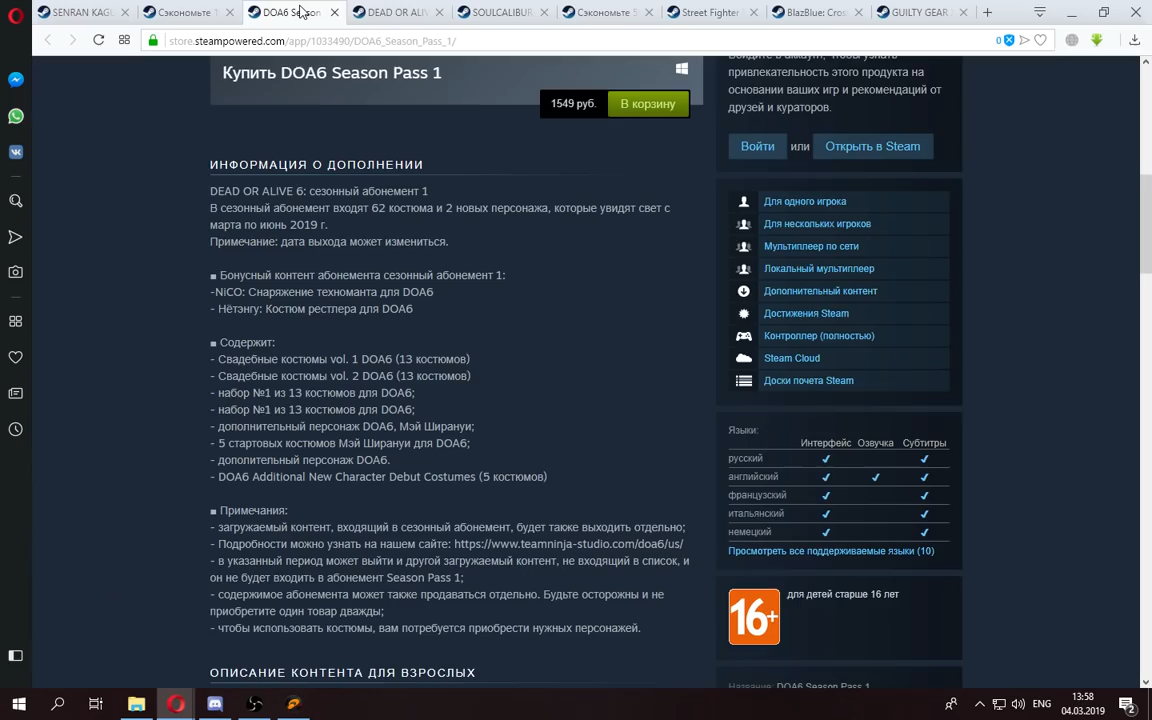 SENRAN KAGU
Сэкономьте 1
DOA6 Season
DEAD OR ALIV
SOULCALIBUR
Сэкономьте S
Street Fighter
BlazBlue: Cros
GUILTY GEAR
store.steampowered.com/app/1033490/DOA6_Season_Pass_1/
0
Купить DOA6 Season Pass 1
1549 руб.
В корзину
ИНФОРМАЦИЯ О ДОПОЛНЕНИИ
DEAD OR ALIVE 6: сезонный абонемент 1
В сезонный абонемент входят 62 костюма и 2 новых персонажа, которые увидят свет с
марта по июнь 2019 г.
Примечание: дата выхода может измениться.
■ Бонусный контент абонемента сезонный абонемент 1:
-NiCO: Снаряжение техноманта для DOA6
- Нётэнгу: Костюм рестлера для DOA6
■ Содержит:
- Свадебные костюмы vol. 1 DOA6 (13 костюмов)
- Свадебные костюмы vol. 2 DOA6 (13 костюмов)
- набор №1 из 13 костюмов для DOA6;
- набор №1 из 13 костюмов для DOA6;
- дополнительный персонаж DOA6, Мэй Ширануи;
- 5 стартовых костюмов Мэй Ширануи для DOA6;
- дополительный персонаж DOA6.
- DOA6 Additional New Character Debut Costumes (5 костюмов)
■ Примечания:
- загружаемый контент, входящий в сезонный абонемент, будет также выходить отдельно;
- Подробности можно узнать на нашем сайте: https://www.teamninja-studio.com/doa6/us/
- в указанный период может выйти и другой загружаемый контент, не входящий в список, и
он не будет входить в абонемент Season Pass 1;
- содержимое абонемента может также продаваться отдельно. Будьте осторожны и не
приобретите один товар дважды;
- чтобы использовать костюмы, вам потребуется приобрести нужных персонажей.
ОПИСАНИЕ КОНТЕНТА ДЛЯ ВЗРОСЛЫХ
Войдите в аккаунт, чтобы узнать
привлекательность этого продукта на
основании ваших игр и рекомендаций от
друзей и кураторов.
Войти или Открыть в Steam
Для одного игрока
Для нескольких игроков
Мультиплеер по сети
Локальный мультиплеер
Дополнительный контент
Достижения Steam
Контроллер (полностью)
Steam Cloud
Доски почета Steam
Языки:
Интерфейс Озвучка Субтитры
русский ✔ ✔
английский ✔ ✔ ✔
французский ✔ ✔
итальянский ✔ ✔
немецкий ✔ ✔
Просмотреть все поддерживаемые языки (10)
16+
для детей старше 16 лет
Название: DOA6 Season Pass 1
ENG
13:58
04.03.2019
2